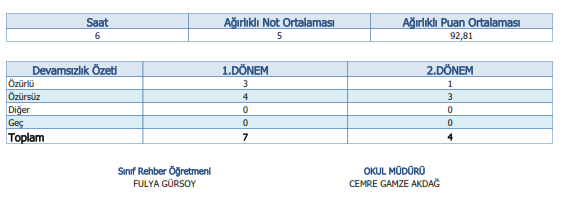 Saat Ağırlıklı Not Ortalaması Ağırlıklı Puan Ortalaması
6 5 92,81
Devamsızlık Özeti 1.DÖNEM 2.DÖNEM
Özürlü 3 1
Özürsüz 4 3
Diğer 0 0
Geç 0 0
Toplam 7 4
Sınıf Rehber Öğretmeni OKUL MÜDÜRÜ
FULYA GÜRSOY CEMRE GAMZE AKDAĞ